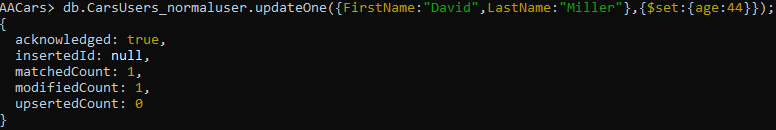 AACars> db.CarsUsers_normaluser.updateOne({FirstName:"David",LastName:"Miller"},{$set:{age:44}});
{
  acknowledged: true,
  insertedId: null,
  matchedCount: 1,
  modifiedCount: 1,
  upsertedCount: 0
}